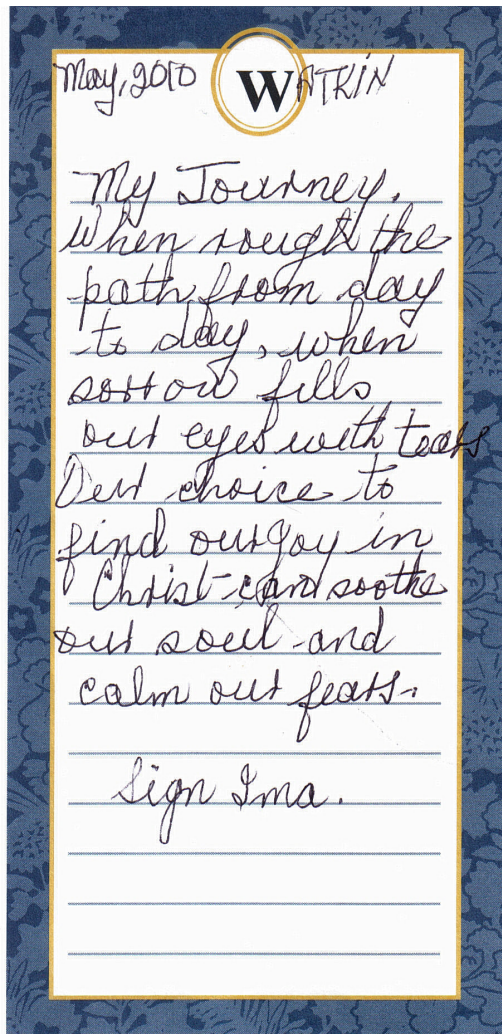 May, 2010 WATKIN
My Journey.
When rough the
path from day
to day, when
sorrow fills
our eyes with tears
Our choice to
find our joy in
Christ can soothe
our soul and
calm our fears.
Sign Ima.